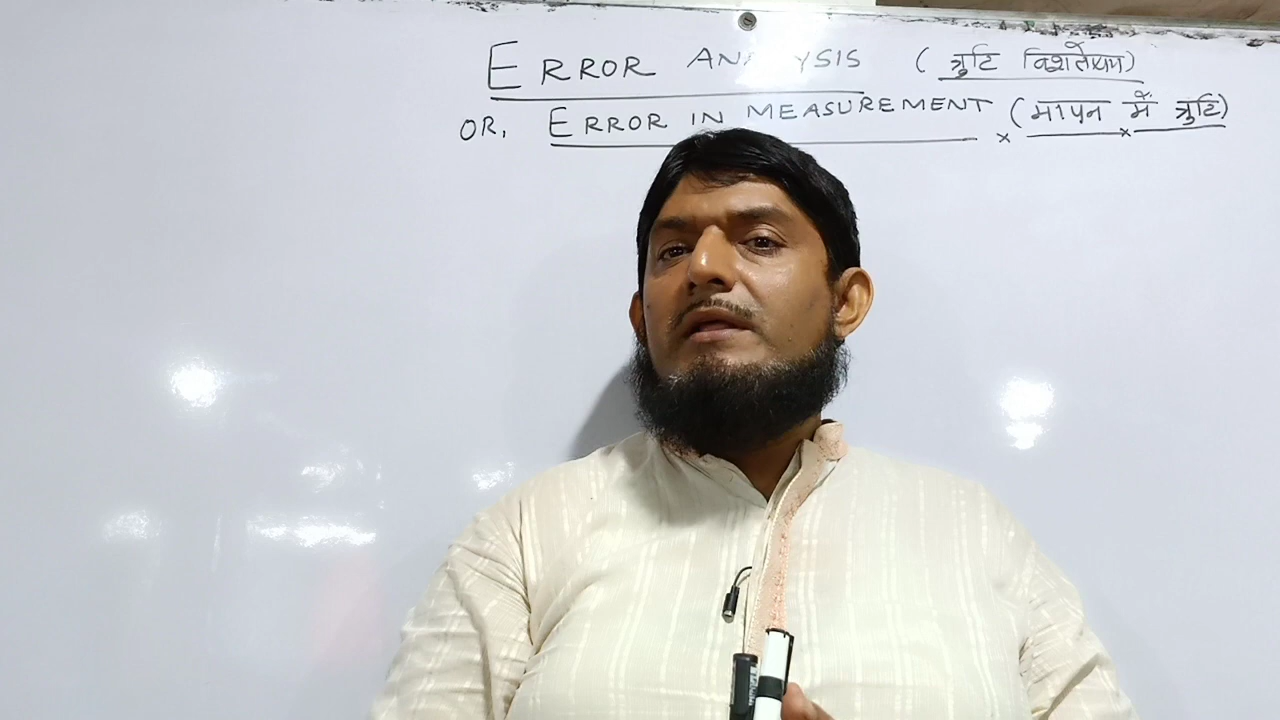 ERROR ANALYSIS (त्रुटि विश्लेषण)
OR, ERROR IN MEASUREMENT (मापन में त्रुटि)